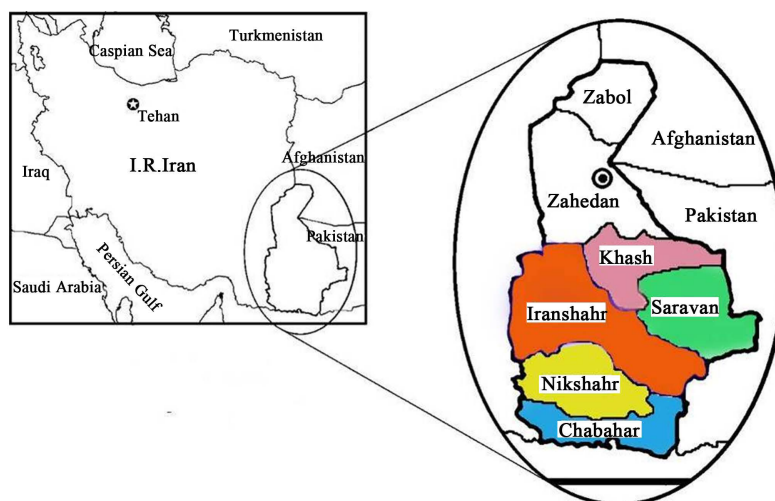 Caspian Sea
Turkmenistan
Tehan
I.R.Iran
Iraq
Afghanistan
Pakistan
Persian Gulf
Saudi Arabia
Zabol
Afghanistan
Zahedan
Pakistan
Khash
Saravan
Iranshahr
Nikshahr
Chabahar